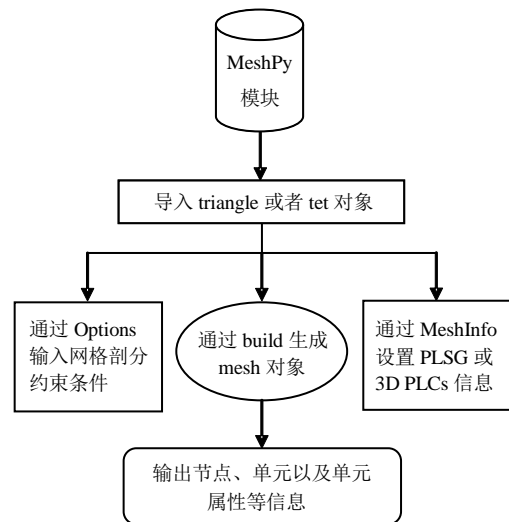 MeshPy
模块
导入 triangle 或者 tet 对象
通过 Options
输入网格剖分
约束条件
通过 build 生成
mesh 对象
通过 MeshInfo
设置 PLSG 或
3D PLCs 信息
输出节点、单元以及单元
属性等信息